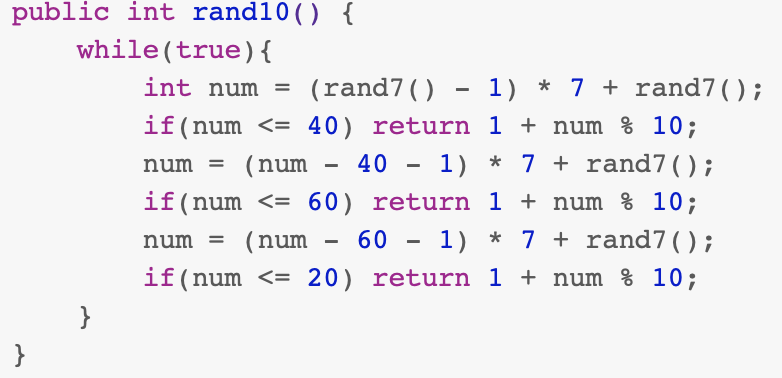 public int rand10() {
    while(true){
        int num = (rand7() - 1) * 7 + rand7();
        if(num <= 40) return 1 + num % 10;
        num = (num - 40 - 1) * 7 + rand7();
        if(num <= 60) return 1 + num % 10;
        num = (num - 60 - 1) * 7 + rand7();
        if(num <= 20) return 1 + num % 10;
    }
}